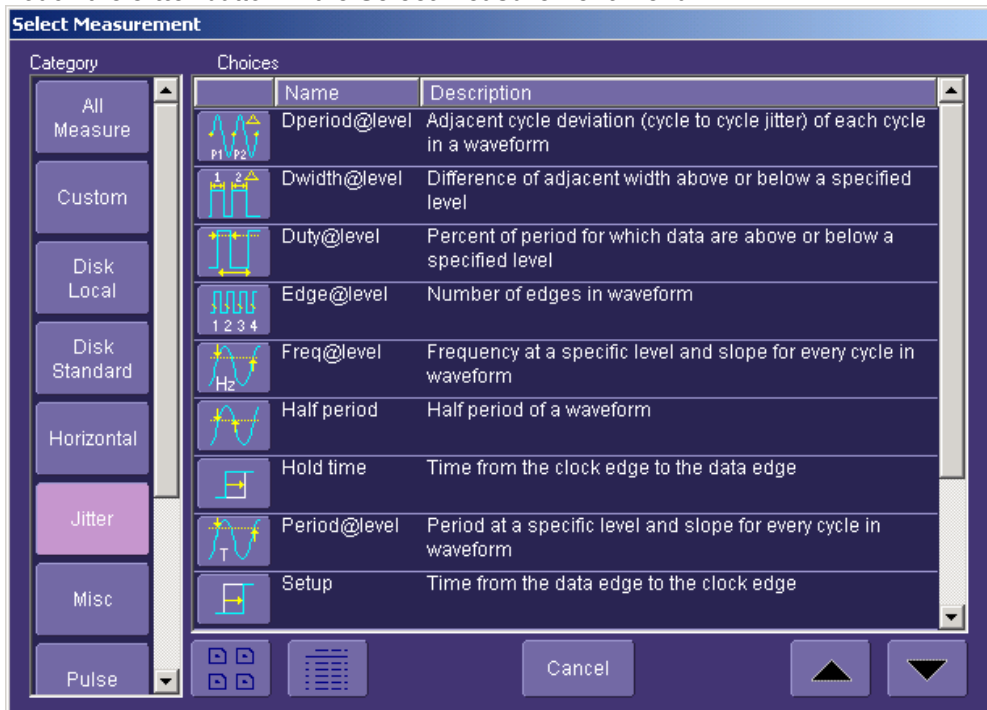 Select Measurement
Category
Choices
All
Measure
Custom
Disk
Local
Disk
Standard
Horizontal
Jitter
Misc
Pulse
Name Description
P1 P2
Dperiod@level Adjacent cycle deviation (cycle to cycle jitter) of each cycle
in a waveform
1 2
Dwidth@level Difference of adjacent width above or below a specified
level
Duty@level Percent of period for which data are above or below a
specified level
Edge@level Number of edges in waveform
1 2 3 4
Freq@level Frequency at a specific level and slope for every cycle in
waveform
Hz
Half period Half period of a waveform
Hold time Time from the clock edge to the data edge
Period@level Period at a specific level and slope for every cycle in
waveform
T
Setup Time from the data edge to the clock edge
Cancel